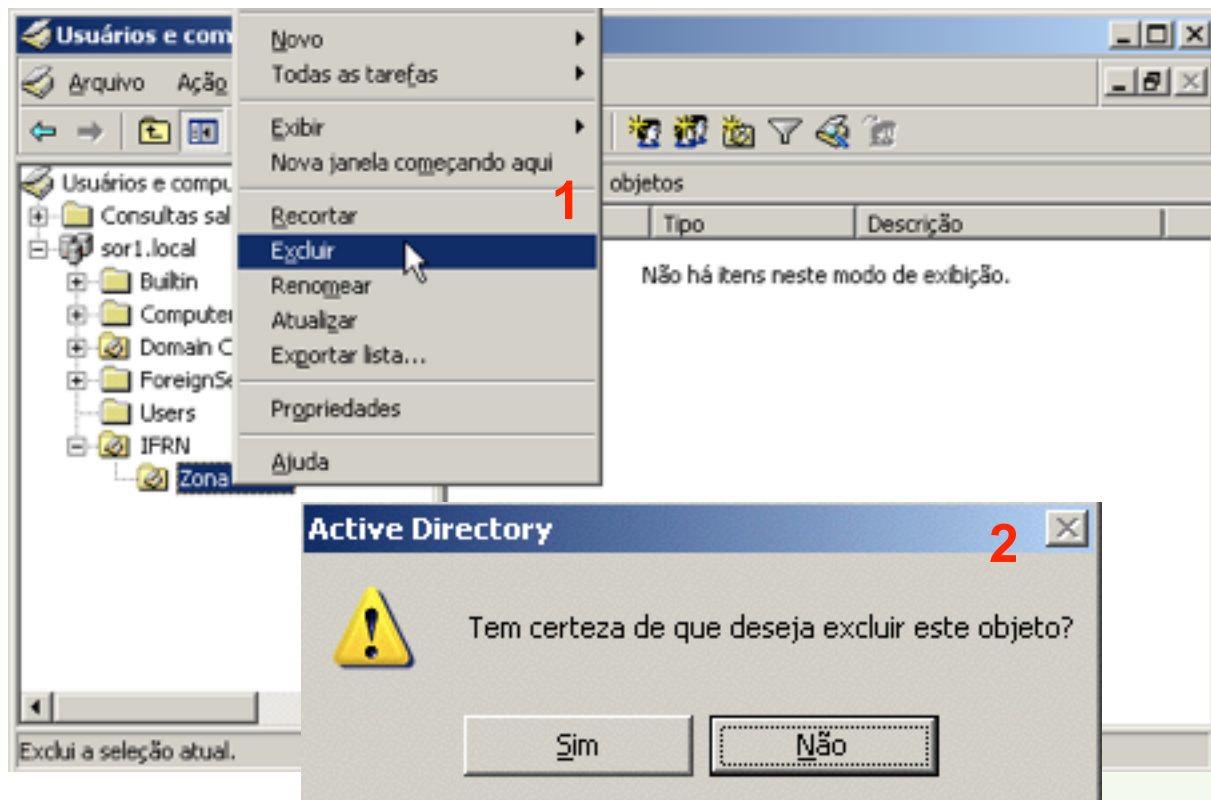 Usuários e com
Arquivo Ação
Novo
Todas as tarefas
Exibir
Nova janela começando aqui
1
Recortar
Excluir
Renomear
Atualizar
Exportar lista...
Propriedades
Ajuda
Usuários e compu
Consultas sal
sor1.local
Builtin
Computer
Domain C
ForeignSe
Users
IFRN
Zona
objetos
Tipo Descrição
Não há itens neste modo de exibição.
Active Directory
2
Tem certeza de que deseja excluir este objeto?
Sim Não
Exclui a seleção atual.